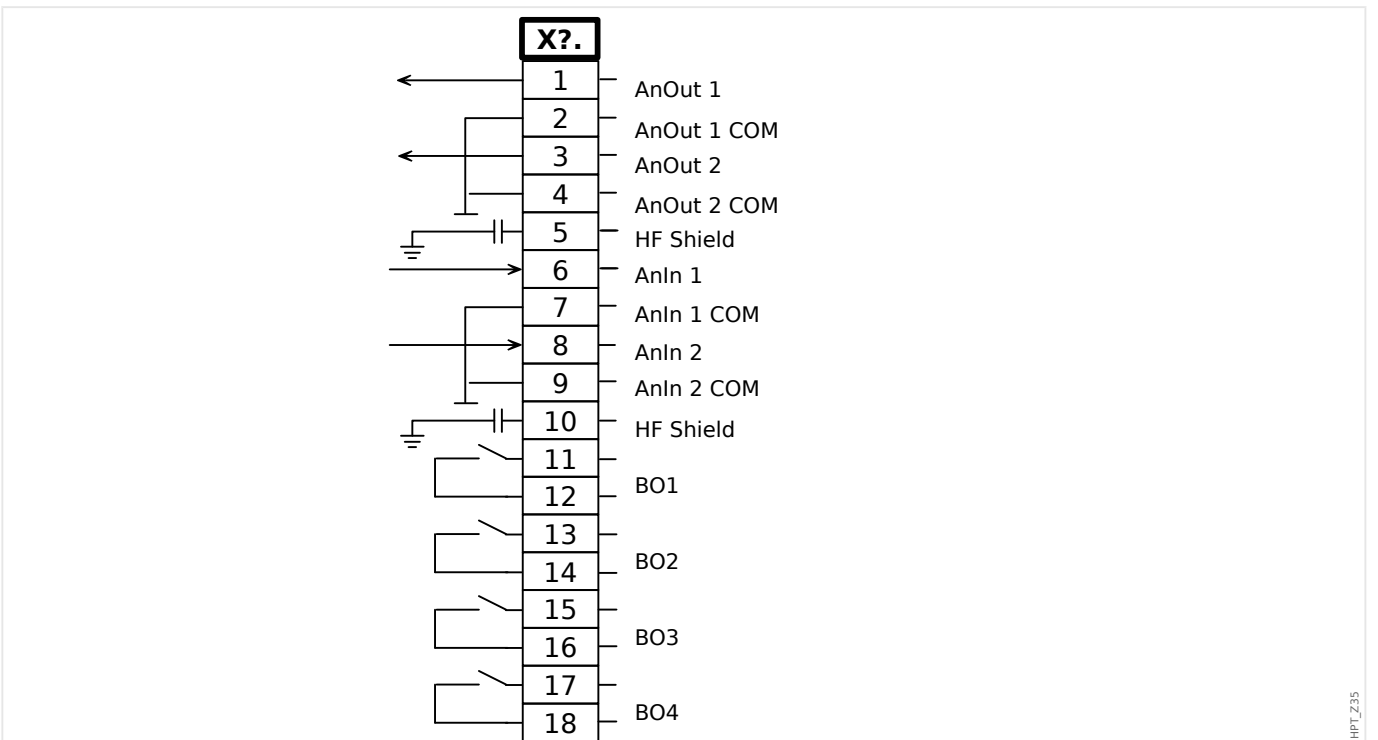 X?.
1 AnOut 1
2 AnOut 1 COM
3 AnOut 2
4 AnOut 2 COM
5 HF Shield
6 AnIn 1
7 AnIn 1 COM
8 AnIn 2
9 AnIn 2 COM
10 HF Shield
11
BO1
12
13
BO2
14
15
BO3
16
17
BO4
18
HPT_Z35